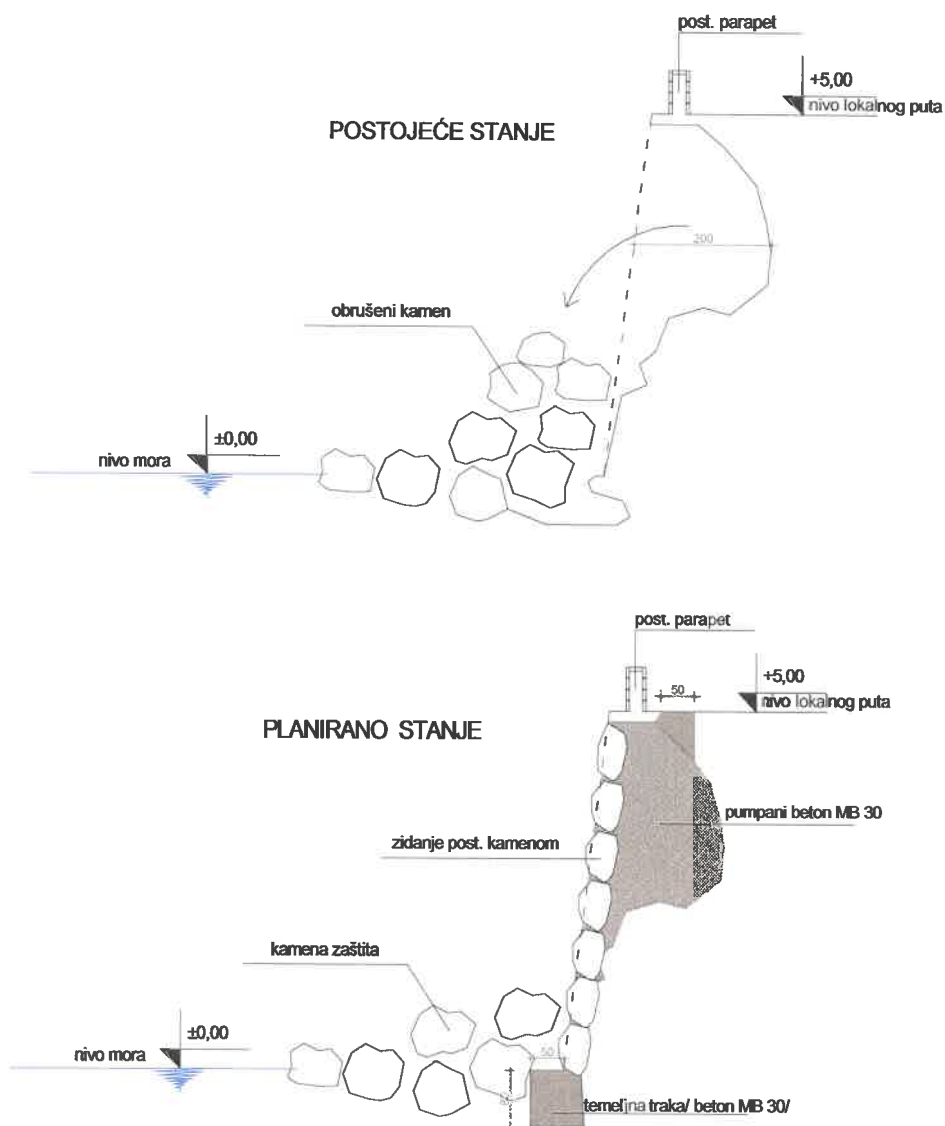 post. parapet
+5,00
nivo lokalnog puta
POSTOJEĆE STANJE
200
obrušeni kamen
±0,00
nivo mora
post. parapet
+5,00
50
nivo lokalnog puta
PLANIRANO STANJE
pumpani beton MB 30
zidanje post. kamenom
kamena zaštita
±0,00
nivo mora
50
temeljna traka/ beton MB 30/